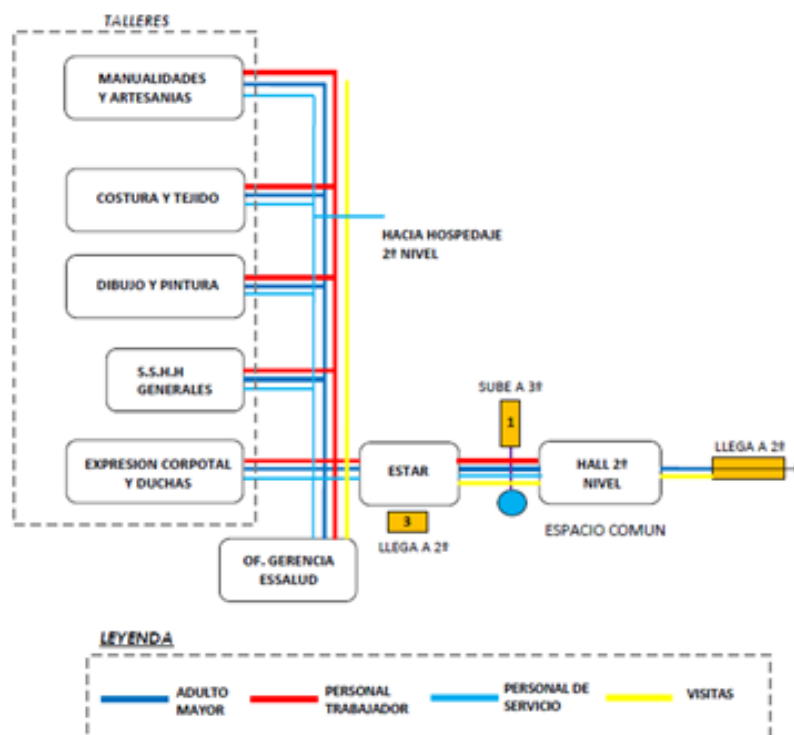 TALLERES
MANUALIDADES
Y ARTESANIAS
COSTURA Y TEJIDO
HACIA HOSPEDAJE
2º NIVEL
DIBUJO Y PINTURA
S.S.H.H
GENERALES
SUBE A 3º
1
EXPRESION CORPOTAL
Y DUCHAS
ESTAR
HALL 2º
NIVEL
LLEGA A 2º
3
LLEGA A 2º
ESPACIO COMUN
OF. GERENCIA
ESSALUD
LEYENDA
ADULTO
MAYOR
PERSONAL
TRABAJADOR
PERSONAL DE
SERVICIO
VISITAS